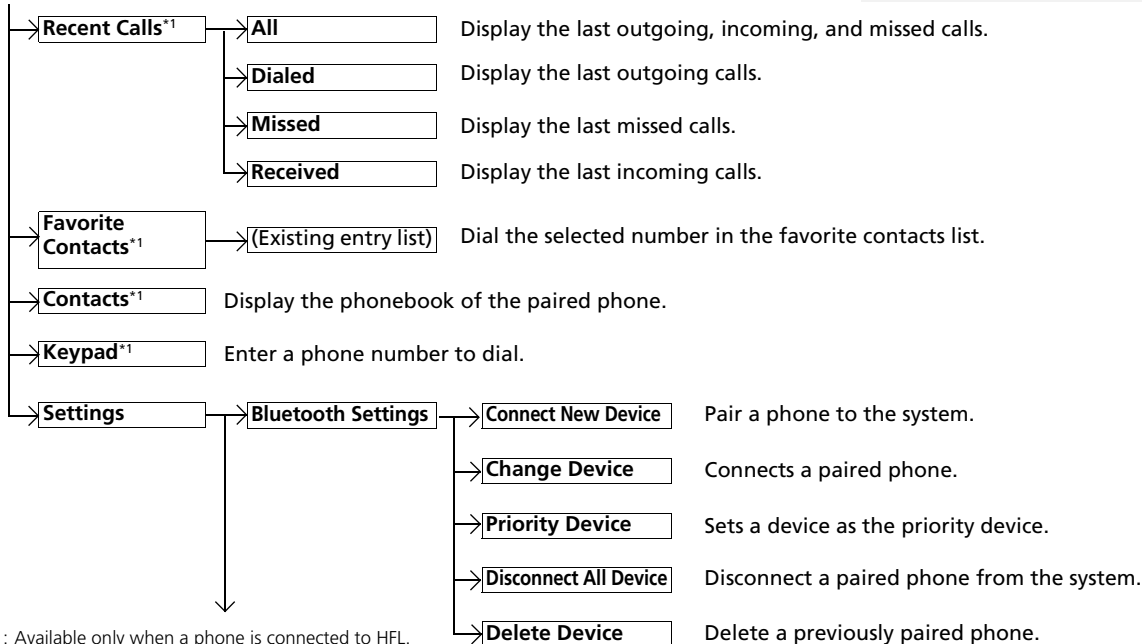 Recent Calls*1 All Display the last outgoing, incoming, and missed calls.
Dialed Display the last outgoing calls.
Missed Display the last missed calls.
Received Display the last incoming calls.
Favorite
Contacts*1 (Existing entry list) Dial the selected number in the favorite contacts list.
Contacts*1 Display the phonebook of the paired phone.
Keypad*1 Enter a phone number to dial.
Settings Bluetooth Settings Connect New Device Pair a phone to the system.
Change Device Connects a paired phone.
Priority Device Sets a device as the priority device.
Disconnect All Device Disconnect a paired phone from the system.
: Available only when a phone is connected to HFL.
Delete Device Delete a previously paired phone.